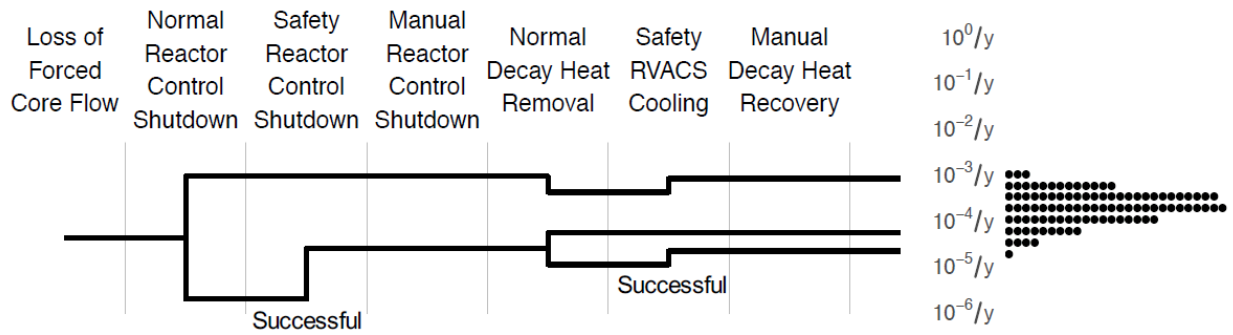 Loss of
Forced
Core Flow
Normal
Reactor
Control
Shutdown
Safety
Reactor
Control
Shutdown
Manual
Reactor
Control
Shutdown
Normal
Decay Heat
Removal
Safety
RVACS
Cooling
Manual
Decay Heat
Recovery
10⁰/y
10⁻¹/y
10⁻²/y
10⁻³/y
10⁻⁴/y
10⁻⁵/y
10⁻⁶/y
Successful
Successful